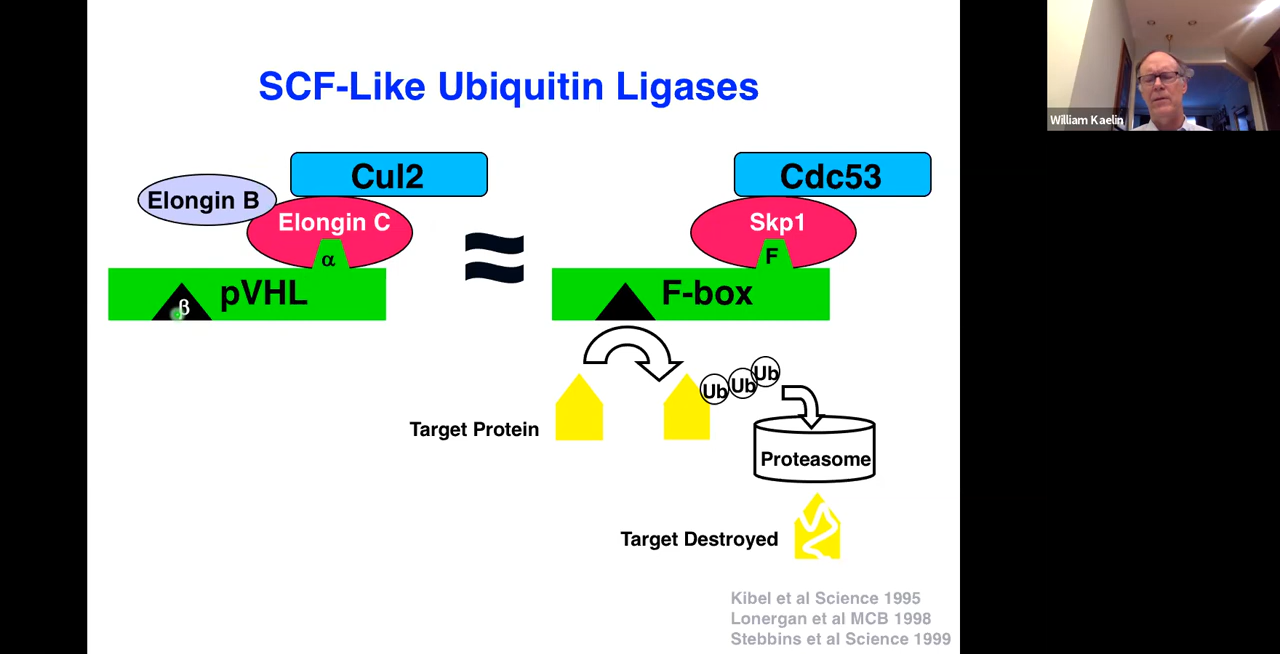 SCF-Like Ubiquitin Ligases
William Kaelin
Cul2
Elongin B
Elongin C
α
β
pVHL
≈
Cdc53
Skp1
F
F-box
Target Protein
Ub
Ub
Ub
Proteasome
Target Destroyed
Kibel et al Science 1995
Lonergan et al MCB 1998
Stebbins et al Science 1999